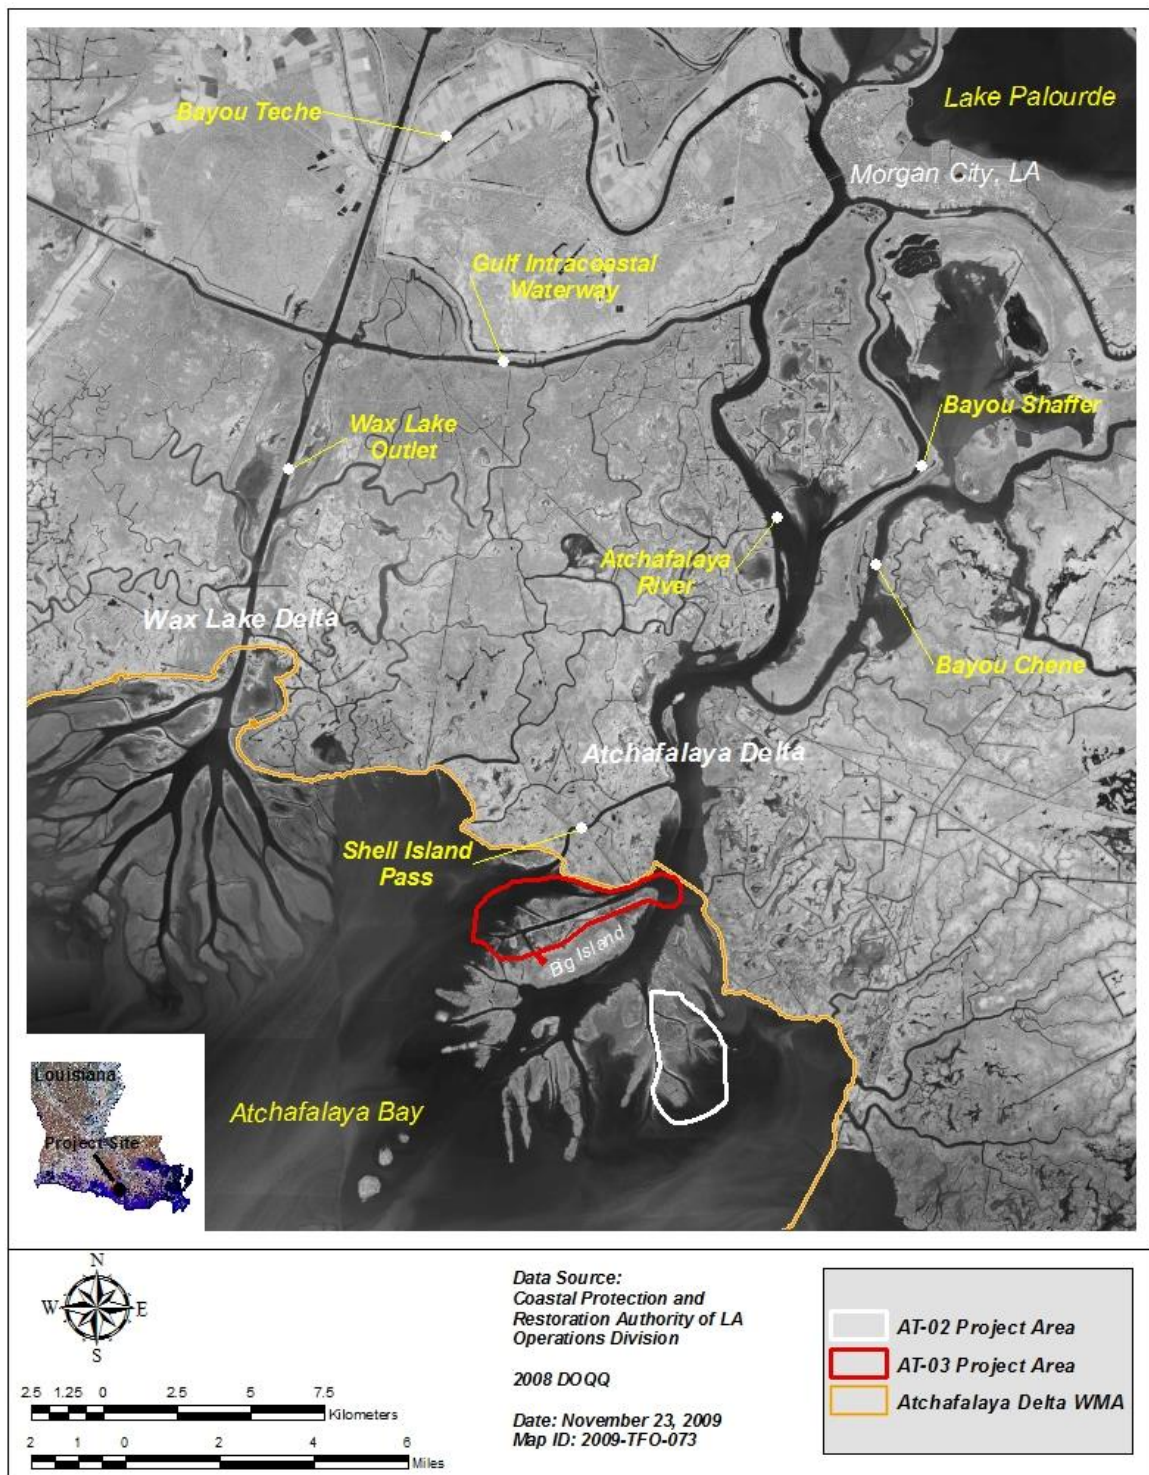 Lake Palourde
Bayou Teche
Morgan City, LA
Gulf Intracoastal
Waterway
Bayou Shaffer
Wax Lake
Outlet
Atchafalaya
River
Wax Lake Delta
Bayou Chene
Atchafalaya Delta
Shell Island
Pass
Big Island
Louisiana
Project Site
Atchafalaya Bay
N
W
E
S
2.5 1.25 0 2.5 5 7.5
Kilometers
2 1 0 2 4 6
Miles
Data Source:
Coastal Protection and
Restoration Authority of LA
Operations Division
2008 DOQQ
Date: November 23, 2009
Map ID: 2009-TFO-073
AT-02 Project Area
AT-03 Project Area
Atchafalaya Delta WMA